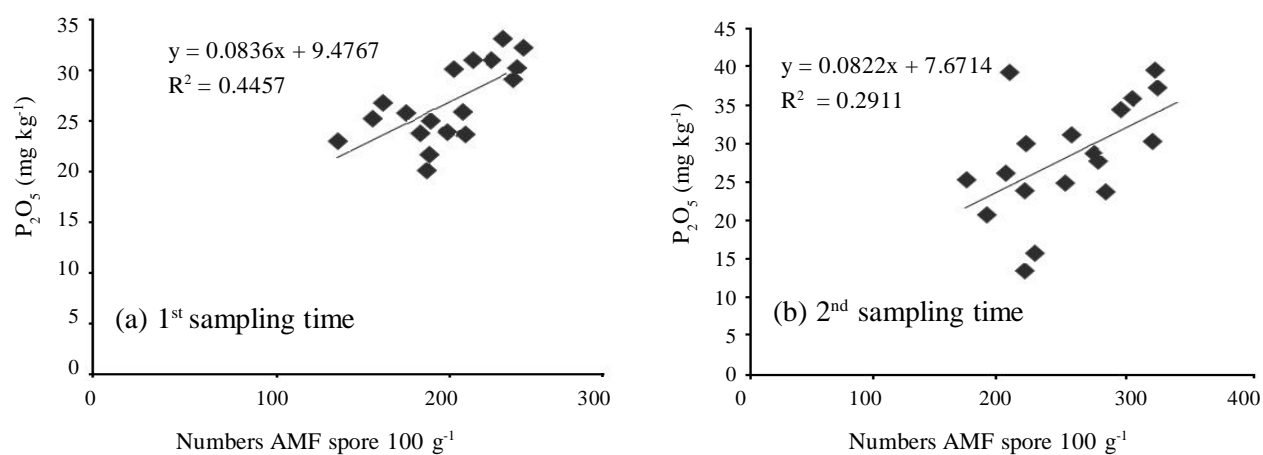 35
30
25
20
15
10
5
0
P₂O₅ (mg kg⁻¹)
y = 0.0836x + 9.4767
R² = 0.4457
(a) 1ˢᵗ sampling time
0 100 200 300
Numbers AMF spore 100 g⁻¹
45
40
35
30
25
20
15
10
5
0
P₂O₅ (mg kg⁻¹)
y = 0.0822x + 7.6714
R² = 0.2911
(b) 2ⁿᵈ sampling time
0 100 200 300 400
Numbers AMF spore 100 g⁻¹